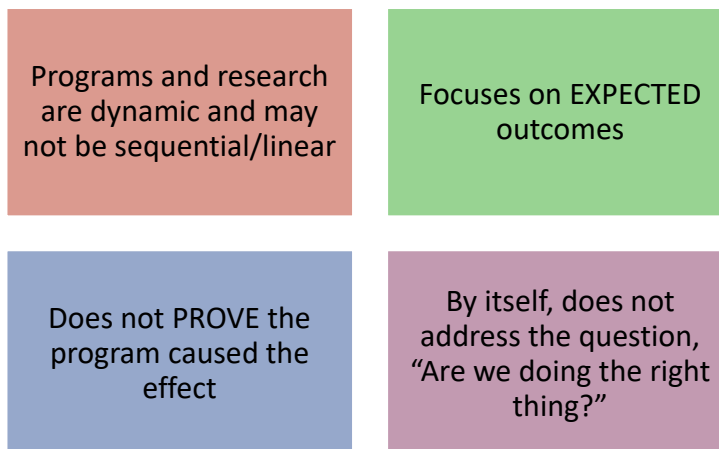 Programs and research
are dynamic and may
not be sequential/linear
Focuses on EXPECTED
outcomes
Does not PROVE the
program caused the
effect
By itself, does not
address the question,
“Are we doing the right
thing?”